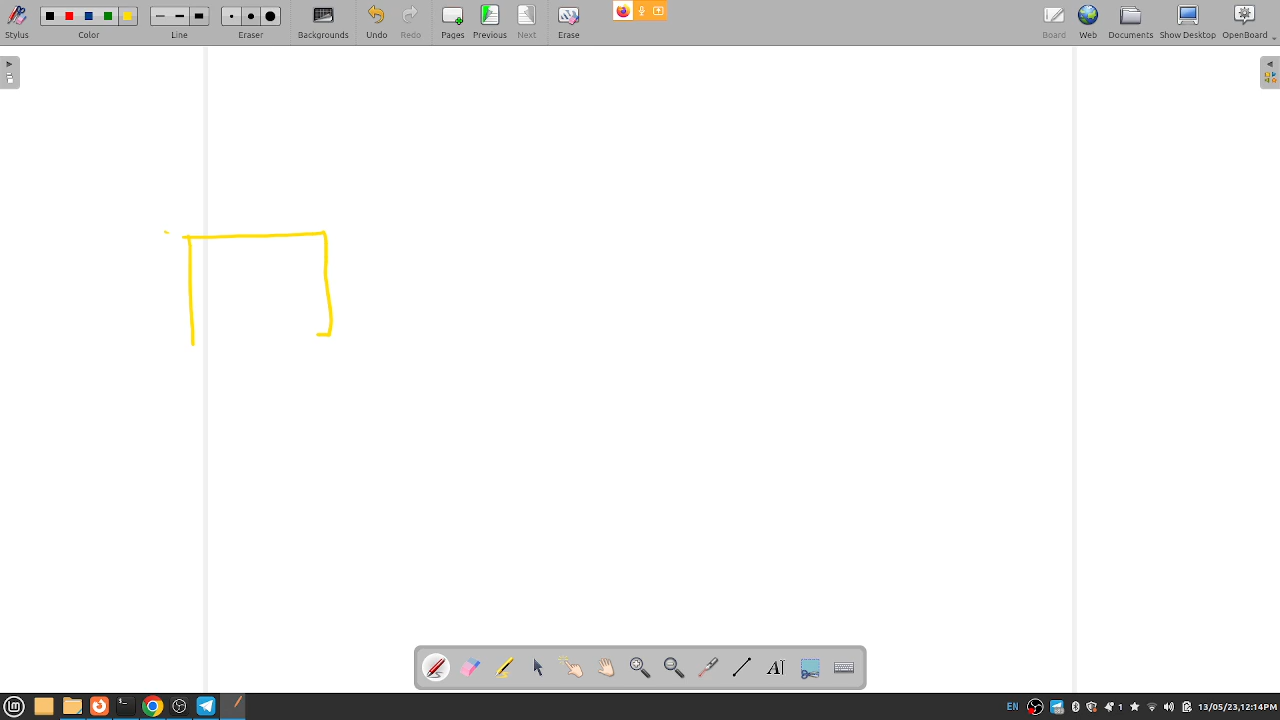 Stylus Color Line Eraser Backgrounds Undo Redo Pages Previous Next Erase Board Web Documents Show Desktop OpenBoard
EN 1 13/05/23,12:14PM